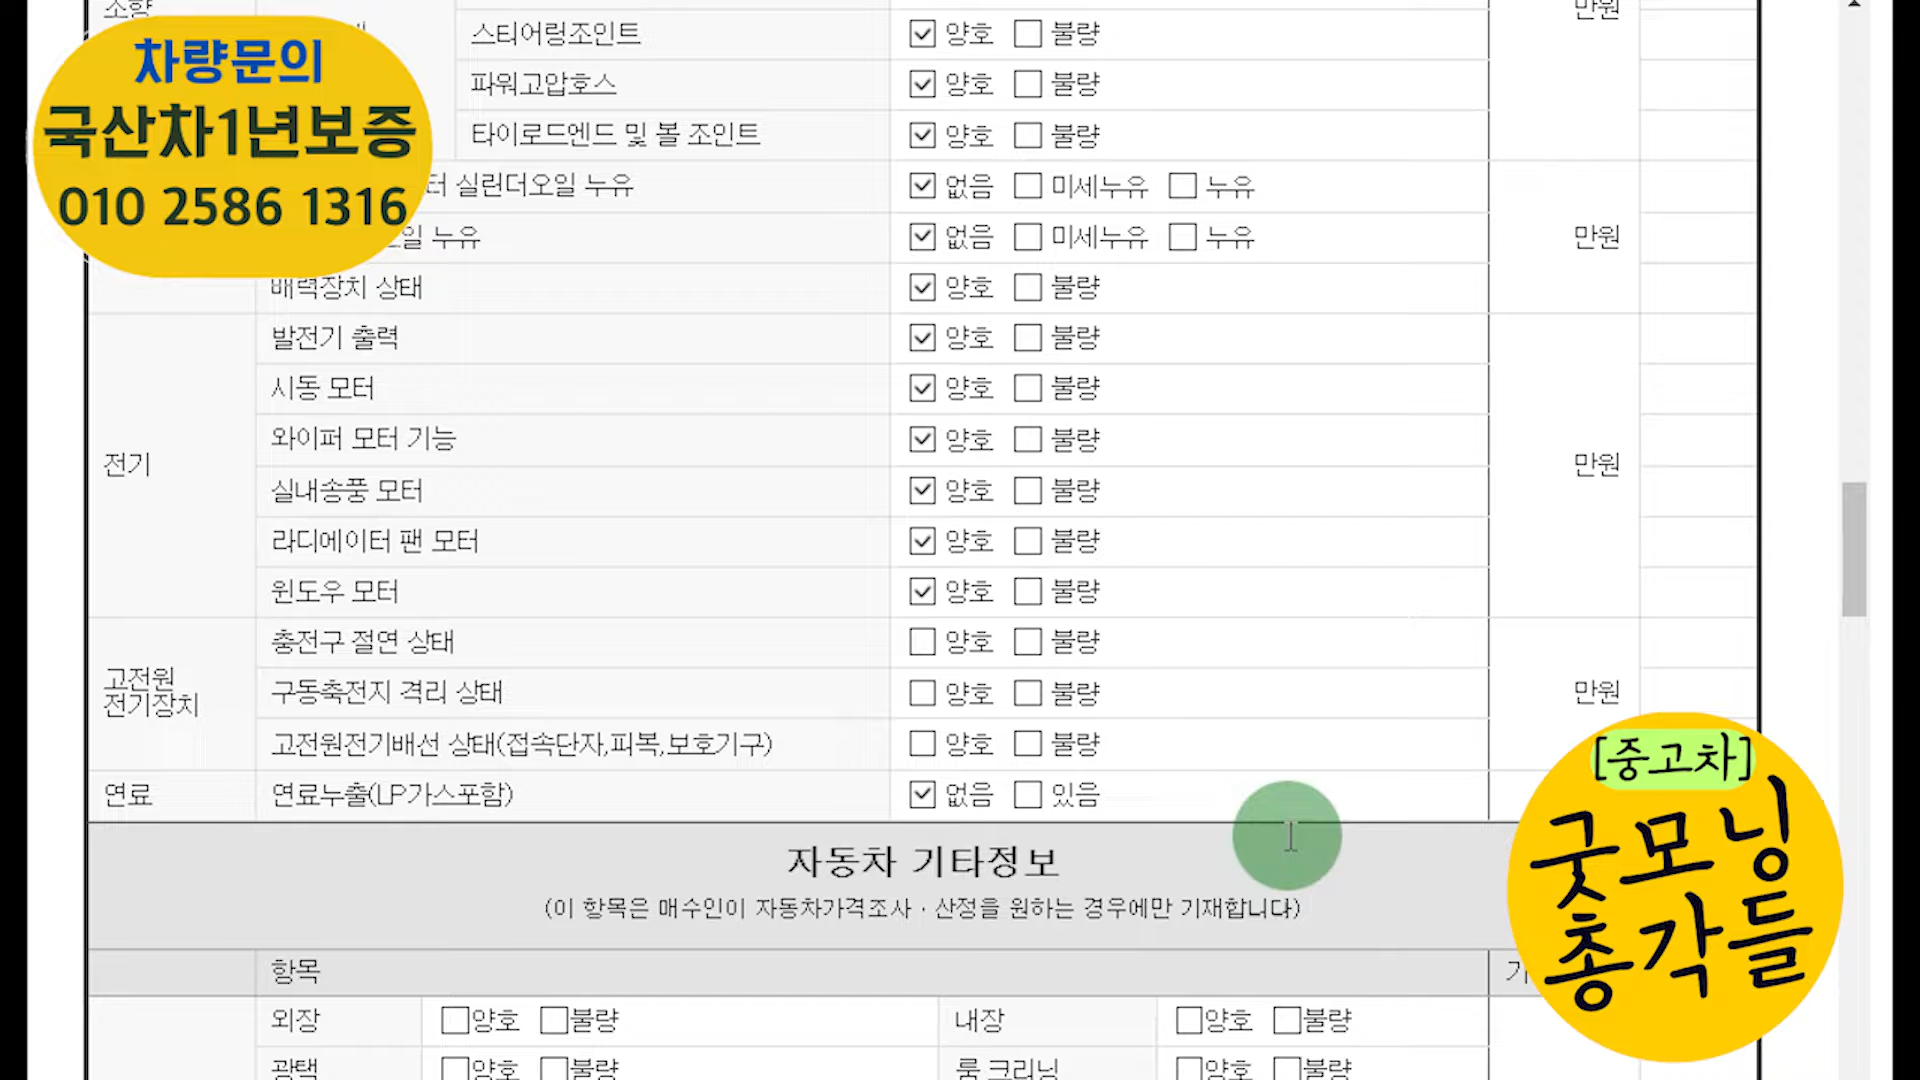 조향
만원
스티어링조인트 양호 불량
파워고압호스 양호 불량
타이로드엔드 및 볼 조인트 양호 불량
차량문의
국산차1년보증
010 2586 1316
터 실린더오일 누유 없음 미세누유 누유
오일 누유 없음 미세누유 누유 만원
배력장치 상태 양호 불량
발전기 출력 양호 불량
시동 모터 양호 불량
와이퍼 모터 기능 양호 불량
전기 만원
실내송풍 모터 양호 불량
라디에이터 팬 모터 양호 불량
윈도우 모터 양호 불량
충전구 절연 상태 양호 불량
고전원
전기장치
구동축전지 격리 상태 양호 불량 만원
고전원전기배선 상태(접속단자,피복,보호기구) 양호 불량
연료 연료누출(LP가스포함) 없음 있음
자동차 기타정보
(이 항목은 매수인이 자동차가격조사 · 산정을 원하는 경우에만 기재합니다)
항목
외장 양호 불량 내장 양호 불량
광택 양호 불량 룸 크리닝 양호 불량
[중고차]
굿모닝
총각들